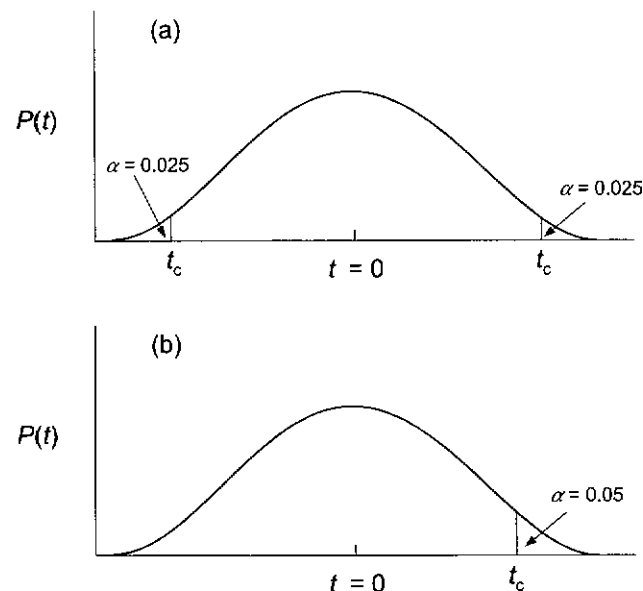 (a)
P(t)
α = 0.025
α = 0.025
t_c
t = 0
t_c
(b)
P(t)
α = 0.05
t = 0
t_c